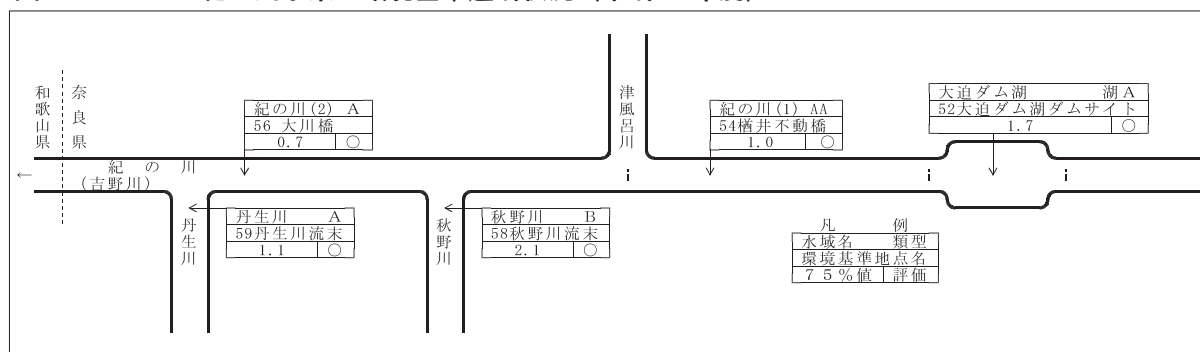 和歌山県
奈良県
紀の川(2) A
56 大川橋
0.7 ○
津風呂川
紀の川(1) AA
54楢井不動橋
1.0 ○
大迫ダム湖 湖A
52大迫ダム湖ダムサイト
1.7 ○
←
紀の川
(吉野川)
丹生川
丹生川 A
59丹生川流末
1.1 ○
秋野川
秋野川 B
58秋野川流末
2.1 ○
凡 例
水域名 類型
環境基準地点名
75%値 評価